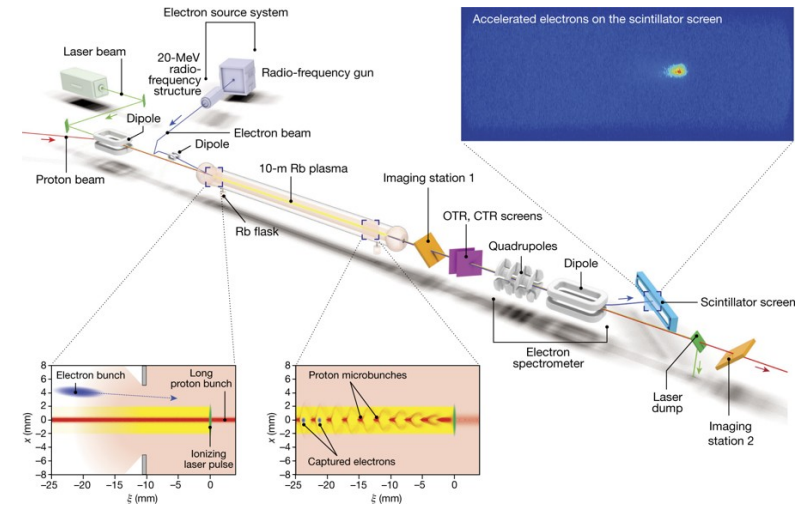 Electron source system
Accelerated electrons on the scintillator screen
Laser beam
20-MeV
radio-
frequency
structure
Radio-frequency gun
Dipole
Electron beam
Dipole
Proton beam
10-m Rb plasma
Rb flask
Imaging station 1
OTR, CTR screens
Quadrupoles
Dipole
Scintillator screen
Electron
spectrometer
Laser
dump
Imaging
station 2
8
6
4
2
0
−2
−4
−6
−8
x (mm)
Electron bunch
Long
proton bunch
Ionizing
laser pulse
−25 −20 −15 −10 −5 0
ξ (mm)
8
6
4
2
0
−2
−4
−6
−8
x (mm)
Proton microbunches
Captured electrons
−25 −20 −15 −10 −5 0
ξ (mm)